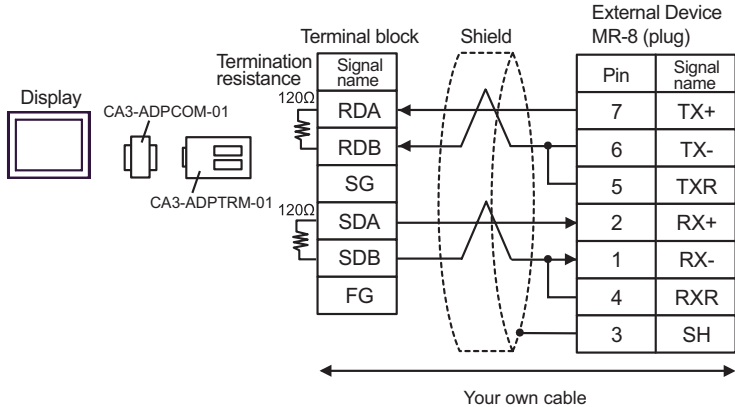 External Device
Terminal block
Shield
MR-8 (plug)
Termination
resistance
Signal
name
Pin
Signal
name
Display
CA3-ADPCOM-01
120Ω
RDA
7
TX+
RDB
6
TX-
SG
5
TXR
CA3-ADPTRM-01
120Ω
SDA
2
RX+
SDB
1
RX-
FG
4
RXR
3
SH
Your own cable